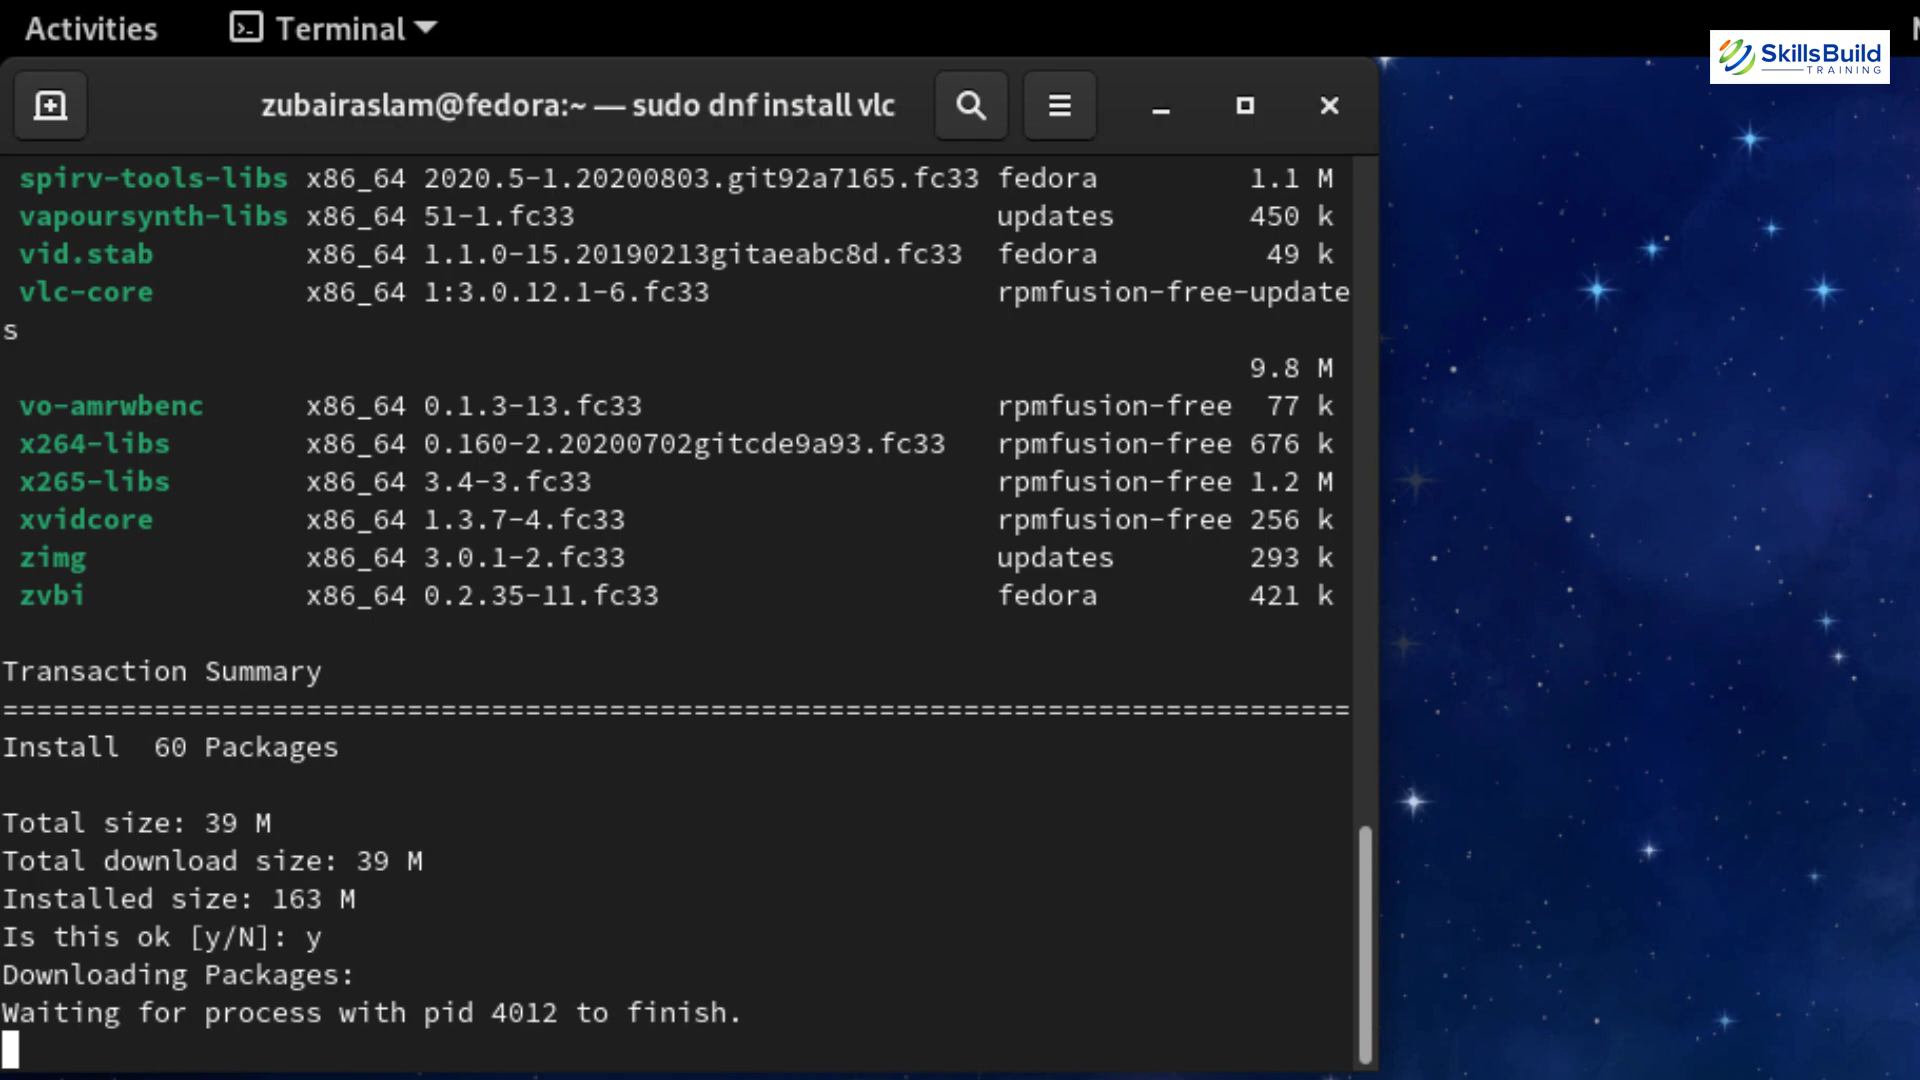 Activities Terminal
SkillsBuild
TRAINING
zubairaslam@fedora:~ — sudo dnf install vlc
spirv-tools-libs x86_64 2020.5-1.20200803.git92a7165.fc33 fedora 1.1 M
vapoursynth-libs x86_64 51-1.fc33 updates 450 k
vid.stab x86_64 1.1.0-15.20190213gitaeabc8d.fc33 fedora 49 k
vlc-core x86_64 1:3.0.12.1-6.fc33 rpmfusion-free-update
s
9.8 M
vo-amrwbenc x86_64 0.1.3-13.fc33 rpmfusion-free 77 k
x264-libs x86_64 0.160-2.20200702gitcde9a93.fc33 rpmfusion-free 676 k
x265-libs x86_64 3.4-3.fc33 rpmfusion-free 1.2 M
xvidcore x86_64 1.3.7-4.fc33 rpmfusion-free 256 k
zimg x86_64 3.0.1-2.fc33 updates 293 k
zvbi x86_64 0.2.35-11.fc33 fedora 421 k
Transaction Summary
================================================================================
Install 60 Packages
Total size: 39 M
Total download size: 39 M
Installed size: 163 M
Is this ok [y/N]: y
Downloading Packages:
Waiting for process with pid 4012 to finish.